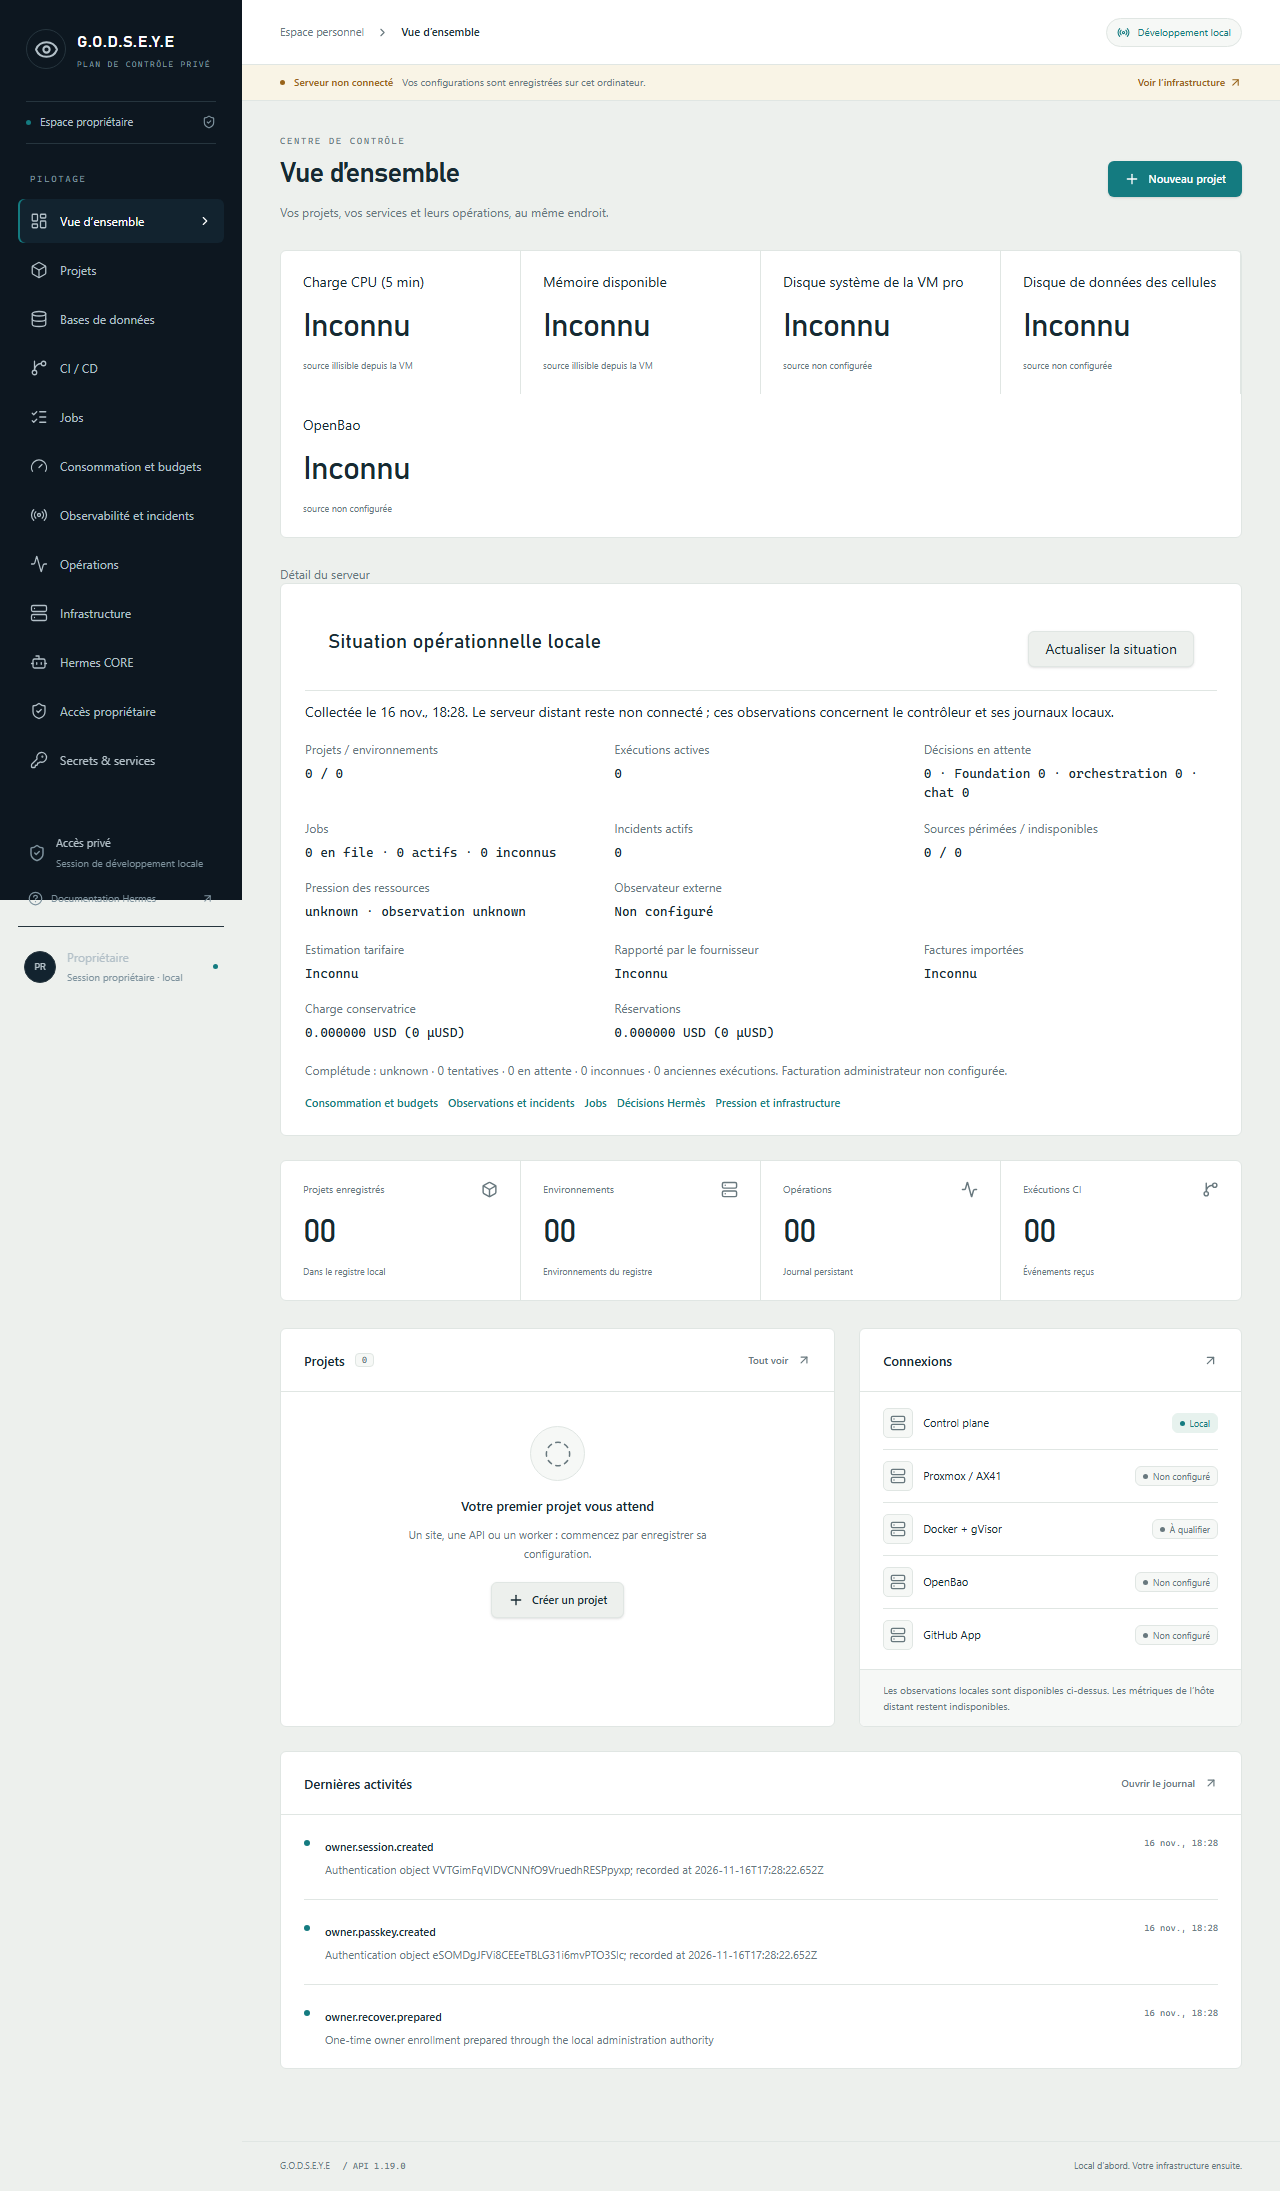 G.O.D.S.E.Y.E
PLAN DE CONTRÔLE PRIVÉ
Espace propriétaire
PILOTAGE
Vue d'ensemble
Projets
Bases de données
CI / CD
Jobs
Consommation et budgets
Observabilité et incidents
Opérations
Infrastructure
Hermes CORE
Accès propriétaire
Secrets & services
Accès privé
Session de développement locale
Documentation Hermes
PR
Propriétaire
Session propriétaire · local
Espace personnel
Vue d'ensemble
Développement local
Serveur non connecté Vos configurations sont enregistrées sur cet ordinateur.
Voir l'infrastructure
CENTRE DE CONTRÔLE
Vue d'ensemble
Vos projets, vos services et leurs opérations, au même endroit.
Nouveau projet
Charge CPU (5 min)
Inconnu
source illisible depuis la VM
Mémoire disponible
Inconnu
source illisible depuis la VM
Disque système de la VM pro
Inconnu
source non configurée
Disque de données des cellules
Inconnu
source non configurée
OpenBao
Inconnu
source non configurée
Détail du serveur
Situation opérationnelle locale
Actualiser la situation
Collectée le 16 nov., 18:28. Le serveur distant reste non connecté ; ces observations concernent le contrôleur et ses journaux locaux.
Projets / environnements
0 / 0
Exécutions actives
0
Décisions en attente
0 · Foundation 0 · orchestration 0 ·
chat 0
Jobs
0 en file · 0 actifs · 0 inconnus
Incidents actifs
0
Sources périmées / indisponibles
0 / 0
Pression des ressources
unknown · observation unknown
Observateur externe
Non configuré
Estimation tarifaire
Inconnu
Rapporté par le fournisseur
Inconnu
Factures importées
Inconnu
Charge conservatrice
0.000000 USD (0 µUSD)
Réservations
0.000000 USD (0 µUSD)
Complétude : unknown · 0 tentatives · 0 en attente · 0 inconnues · 0 anciennes exécutions. Facturation administrateur non configurée.
Consommation et budgets Observations et incidents Jobs Décisions Hermès Pression et infrastructure
Projets enregistrés
00
Dans le registre local
Environnements
00
Environnements du registre
Opérations
00
Journal persistant
Exécutions CI
00
Événements reçus
Projets 0
Tout voir
Votre premier projet vous attend
Un site, une API ou un worker : commencez par enregistrer sa
configuration.
Créer un projet
Connexions
Control plane
Local
Proxmox / AX41
Non configuré
Docker + gVisor
À qualifier
OpenBao
Non configuré
GitHub App
Non configuré
Les observations locales sont disponibles ci-dessus. Les métriques de l'hôte
distant restent indisponibles.
Dernières activités
Ouvrir le journal
owner.session.created
16 nov., 18:28
Authentication object VVTGimFqVIDVCNNfO9VruedhRESPpyxp; recorded at 2026-11-16T17:28:22.652Z
owner.passkey.created
16 nov., 18:28
Authentication object eSOMDgJFVi8CEEeTBLG31i6mvPTO3Slc; recorded at 2026-11-16T17:28:22.652Z
owner.recover.prepared
16 nov., 18:28
One-time owner enrollment prepared through the local administration authority
G.O.D.S.E.Y.E / API 1.19.0
Local d'abord. Votre infrastructure ensuite.